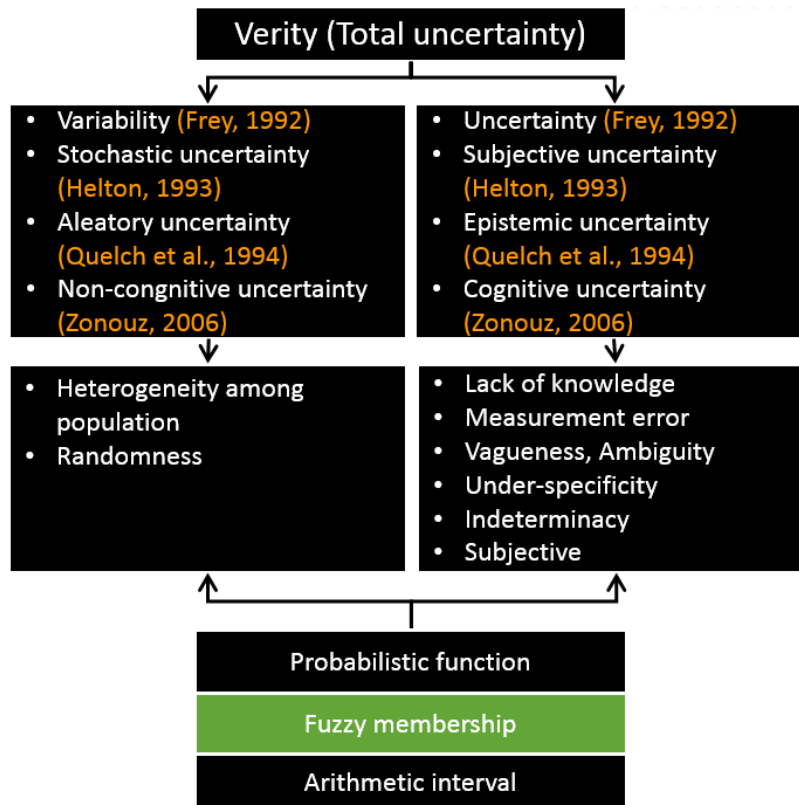 Verity (Total uncertainty)
• Variability (Frey, 1992)
• Stochastic uncertainty
(Helton, 1993)
• Aleatory uncertainty
(Quelch et al., 1994)
• Non-congnitive uncertainty
(Zonouz, 2006)
• Uncertainty (Frey, 1992)
• Subjective uncertainty
(Helton, 1993)
• Epistemic uncertainty
(Quelch et al., 1994)
• Cognitive uncertainty
(Zonouz, 2006)
• Heterogeneity among
population
• Randomness
• Lack of knowledge
• Measurement error
• Vagueness, Ambiguity
• Under-specificity
• Indeterminacy
• Subjective
Probabilistic function
Fuzzy membership
Arithmetic interval